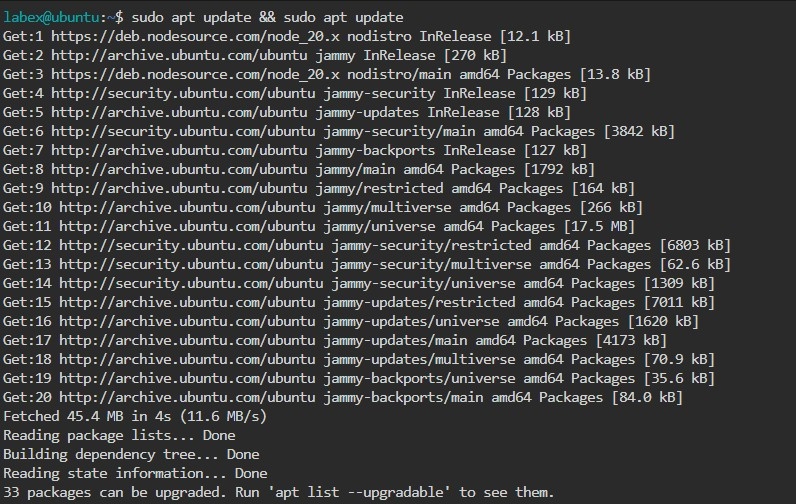 labex@ubuntu:~$ sudo apt update && sudo apt update
Get:1 https://deb.nodesource.com/node_20.x nodistro InRelease [12.1 kB]
Get:2 http://archive.ubuntu.com/ubuntu jammy InRelease [270 kB]
Get:3 https://deb.nodesource.com/node_20.x nodistro/main amd64 Packages [13.8 kB]
Get:4 http://security.ubuntu.com/ubuntu jammy-security InRelease [129 kB]
Get:5 http://archive.ubuntu.com/ubuntu jammy-updates InRelease [128 kB]
Get:6 http://security.ubuntu.com/ubuntu jammy-security/main amd64 Packages [3842 kB]
Get:7 http://archive.ubuntu.com/ubuntu jammy-backports InRelease [127 kB]
Get:8 http://archive.ubuntu.com/ubuntu jammy/main amd64 Packages [1792 kB]
Get:9 http://archive.ubuntu.com/ubuntu jammy/restricted amd64 Packages [164 kB]
Get:10 http://archive.ubuntu.com/ubuntu jammy/multiverse amd64 Packages [266 kB]
Get:11 http://archive.ubuntu.com/ubuntu jammy/universe amd64 Packages [17.5 MB]
Get:12 http://security.ubuntu.com/ubuntu jammy-security/restricted amd64 Packages [6803 kB]
Get:13 http://security.ubuntu.com/ubuntu jammy-security/multiverse amd64 Packages [62.6 kB]
Get:14 http://security.ubuntu.com/ubuntu jammy-security/universe amd64 Packages [1309 kB]
Get:15 http://archive.ubuntu.com/ubuntu jammy-updates/restricted amd64 Packages [7011 kB]
Get:16 http://archive.ubuntu.com/ubuntu jammy-updates/universe amd64 Packages [1620 kB]
Get:17 http://archive.ubuntu.com/ubuntu jammy-updates/main amd64 Packages [4173 kB]
Get:18 http://archive.ubuntu.com/ubuntu jammy-updates/multiverse amd64 Packages [70.9 kB]
Get:19 http://archive.ubuntu.com/ubuntu jammy-backports/universe amd64 Packages [35.6 kB]
Get:20 http://archive.ubuntu.com/ubuntu jammy-backports/main amd64 Packages [84.0 kB]
Fetched 45.4 MB in 4s (11.6 MB/s)
Reading package lists... Done
Building dependency tree... Done
Reading state information... Done
33 packages can be upgraded. Run 'apt list --upgradable' to see them.